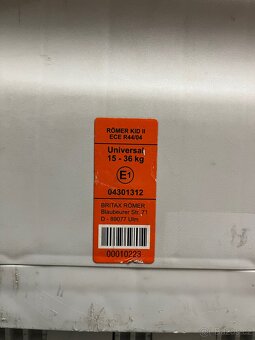 RÖMER KID II
ECE R44/04
Universal
15 - 36 kg
E1
04301312
BRITAX RÖMER
Blaubeurer Str. 71
D - 89077 Ulm
00010223